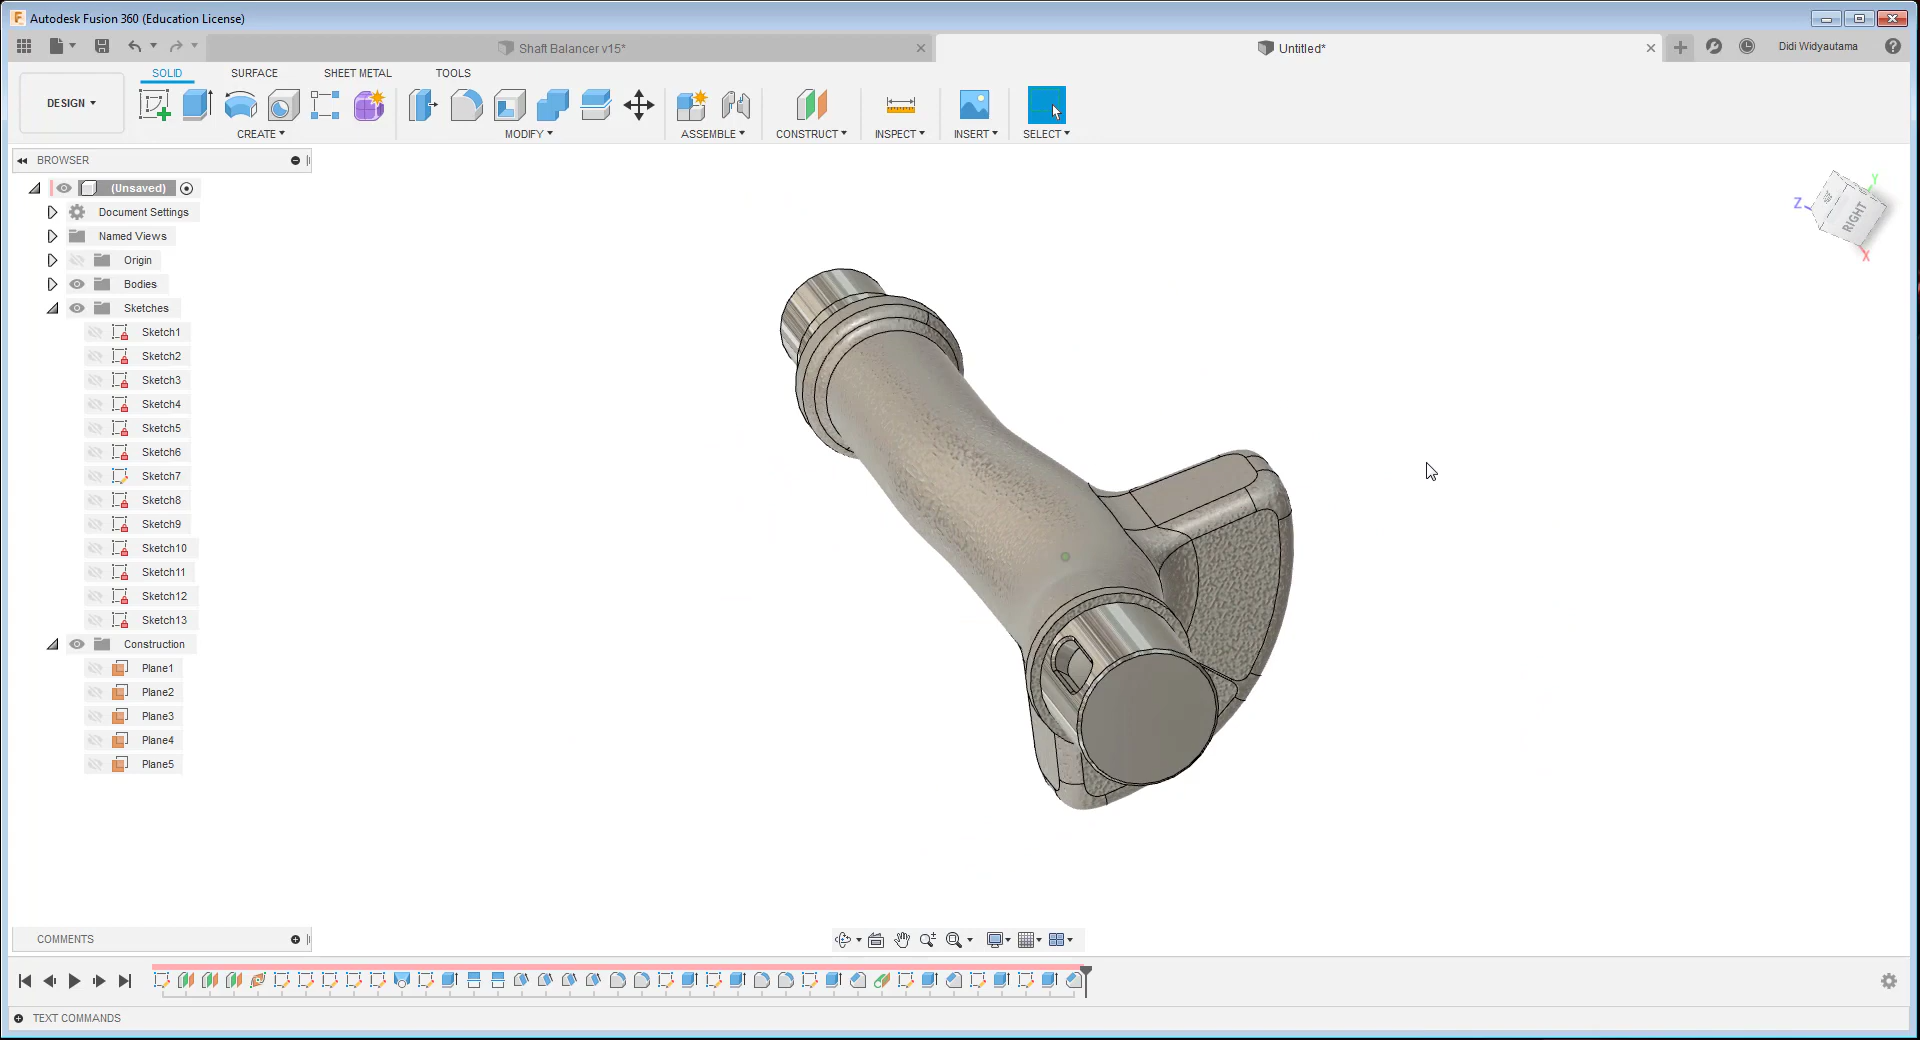 Autodesk Fusion 360 (Education License)
Shaft Balancer v15*
Untitled*
Didi Widyautama
DESIGN
SOLID
SURFACE
SHEET METAL
TOOLS
CREATE
MODIFY
ASSEMBLE
CONSTRUCT
INSPECT
INSERT
SELECT
BROWSER
(Unsaved)
Document Settings
Named Views
Origin
Bodies
Sketches
Sketch1
Sketch2
Sketch3
Sketch4
Sketch5
Sketch6
Sketch7
Sketch8
Sketch9
Sketch10
Sketch11
Sketch12
Sketch13
Construction
Plane1
Plane2
Plane3
Plane4
Plane5
Y
Z
RIGHT
X
COMMENTS
TEXT COMMANDS